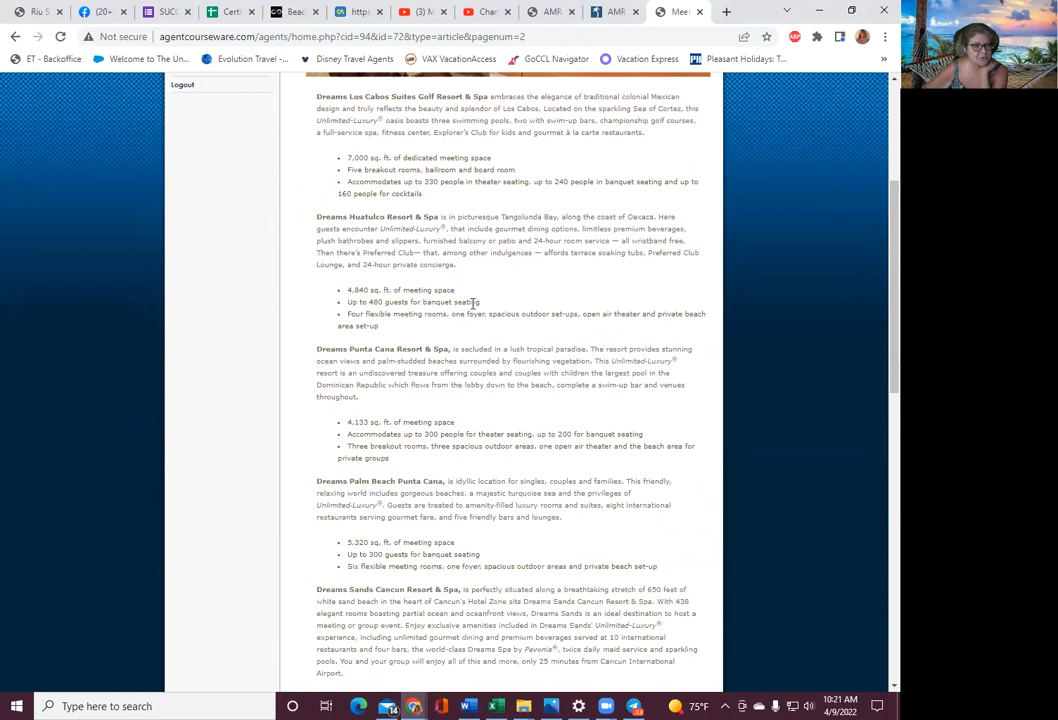 Riu S
(20+
SUCC
Certi
Beac
https
(3) M
Chan
AMR
AMR
Meet
Not secure
agentcourseware.com/agents/home.php?cid=94&id=72&type=article&pagenum=2
ET - Backoffice
Welcome to The Un...
Evolution Travel -...
Disney Travel Agents
VAX VacationAccess
GoCCL Navigator
Vacation Express
Pleasant Holidays: T...
Logout
Dreams Los Cabos Suites Golf Resort & Spa embraces the elegance of traditional colonial Mexican
design and truly reflects the beauty and splendor of Los Cabos. Located on the sparkling Sea of Cortez, this
Unlimited-Luxury® oasis boasts three swimming pools, two with swim-up bars, championship golf courses,
a full-service spa, fitness center, Explorer's Club for kids and gourmet à la carte restaurants.
• 7,000 sq. ft. of dedicated meeting space
• Five breakout rooms, ballroom and board room
• Accommodates up to 330 people in theater seating, up to 240 people in banquet seating and up to
160 people for cocktails
Dreams Huatulco Resort & Spa is in picturesque Tangolunda Bay, along the coast of Oaxaca. Here
guests encounter Unlimited-Luxury®, that include gourmet dining options, limitless premium beverages,
plush bathrobes and slippers, furnished balcony or patio and 24-hour room service — all wristband free.
Then there's Preferred Club— that, among other indulgences — affords terrace soaking tubs, Preferred Club
Lounge, and 24-hour private concierge.
• 4,840 sq. ft. of meeting space
• Up to 480 guests for banquet seating
• Four flexible meeting rooms, one foyer, spacious outdoor set-ups, open air theater and private beach
area set-up
Dreams Punta Cana Resort & Spa, is secluded in a lush tropical paradise. The resort provides stunning
ocean views and palm-studded beaches surrounded by flourishing vegetation. This Unlimited-Luxury®
resort is an undiscovered treasure offering couples and couples with children the largest pool in the
Dominican Republic which flows from the lobby down to the beach, complete a swim-up bar and venues
throughout.
• 4,133 sq. ft. of meeting space
• Accommodates up to 300 people for theater seating, up to 200 for banquet seating
• Three breakout rooms, three spacious outdoor areas, one open air theater and the beach area for
private groups
Dreams Palm Beach Punta Cana, is idyllic location for singles, couples and families. This friendly,
relaxing world includes gorgeous beaches, a majestic turquoise sea and the privileges of
Unlimited-Luxury®. Guests are treated to amenity-filled luxury rooms and suites, eight international
restaurants serving gourmet fare, and five friendly bars and lounges.
• 5,320 sq. ft. of meeting space
• Up to 300 guests for banquet seating
• Six flexible meeting rooms, one foyer, spacious outdoor areas and private beach set-up
Dreams Sands Cancun Resort & Spa, is perfectly situated along a breathtaking stretch of 650 feet of
white sand beach in the heart of Cancun's Hotel Zone sits Dreams Sands Cancun Resort & Spa. With 438
elegant rooms boasting partial ocean and oceanfront views, Dreams Sands is an ideal destination to host a
meeting or group event. Enjoy exclusive amenities included in Dreams Sands' Unlimited-Luxury®
experience, including unlimited gourmet dining and premium beverages served at 10 international
restaurants and four bars, the world-class Dreams Spa by Pevonia®, twice daily maid service and sparkling
pools. You and your group will enjoy all of this and more, only 25 minutes from Cancun International
Airport.
Type here to search
14
75°F
10:21 AM
4/9/2022